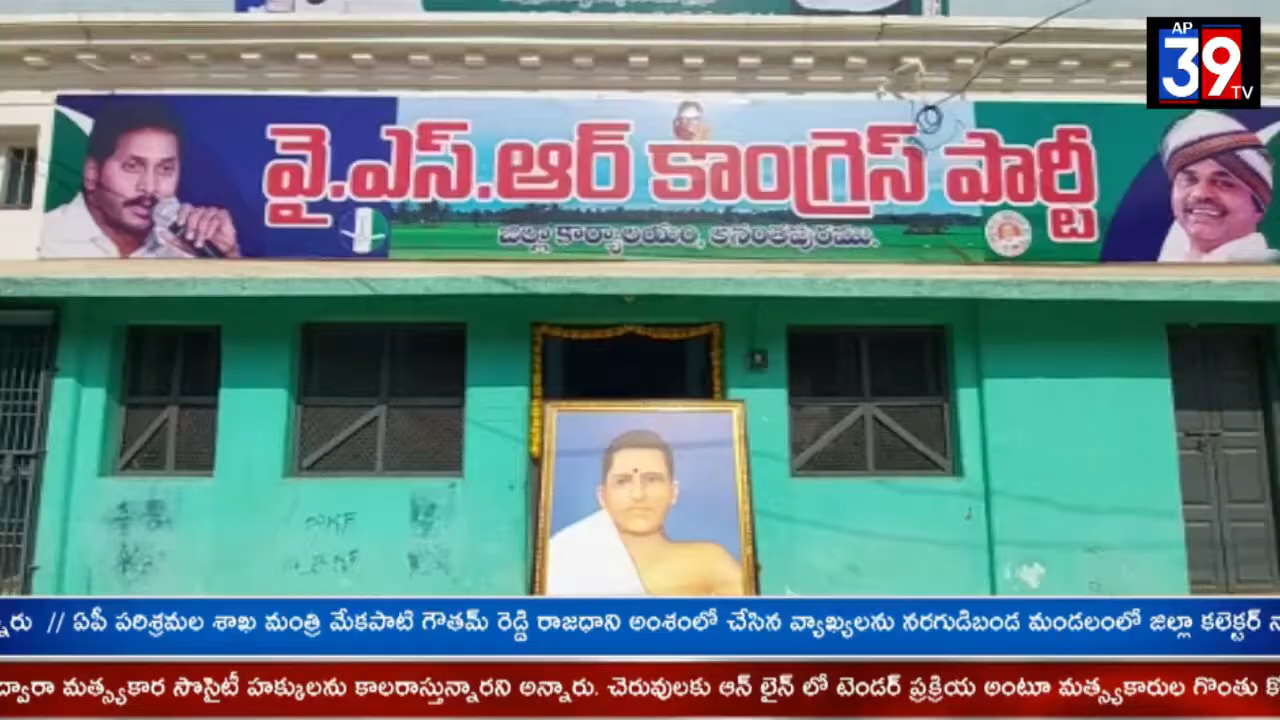 AP
39
TV
వై.ఎస్.ఆర్ కాంగ్రెస్ పార్టీ
జిల్లా కార్యాలయం, అనంతపురము.
// ఏపీ పరిశ్రమల శాఖ మంత్రి మేకపాటి గౌతమ్ రెడ్డి రాజధాని అంశంలో చేసిన వ్యాఖ్యలను నరగుడిబండ మండలంలో జిల్లా కలెక్టర్
ద్వారా మత్స్యకార సొసైటీ హక్కులను కాలరాస్తున్నారని అన్నారు. చెరువులకు ఆన్ లైన్ లో టెండర్ ప్రక్రియ అంటూ మత్స్యకారుల గొంతు